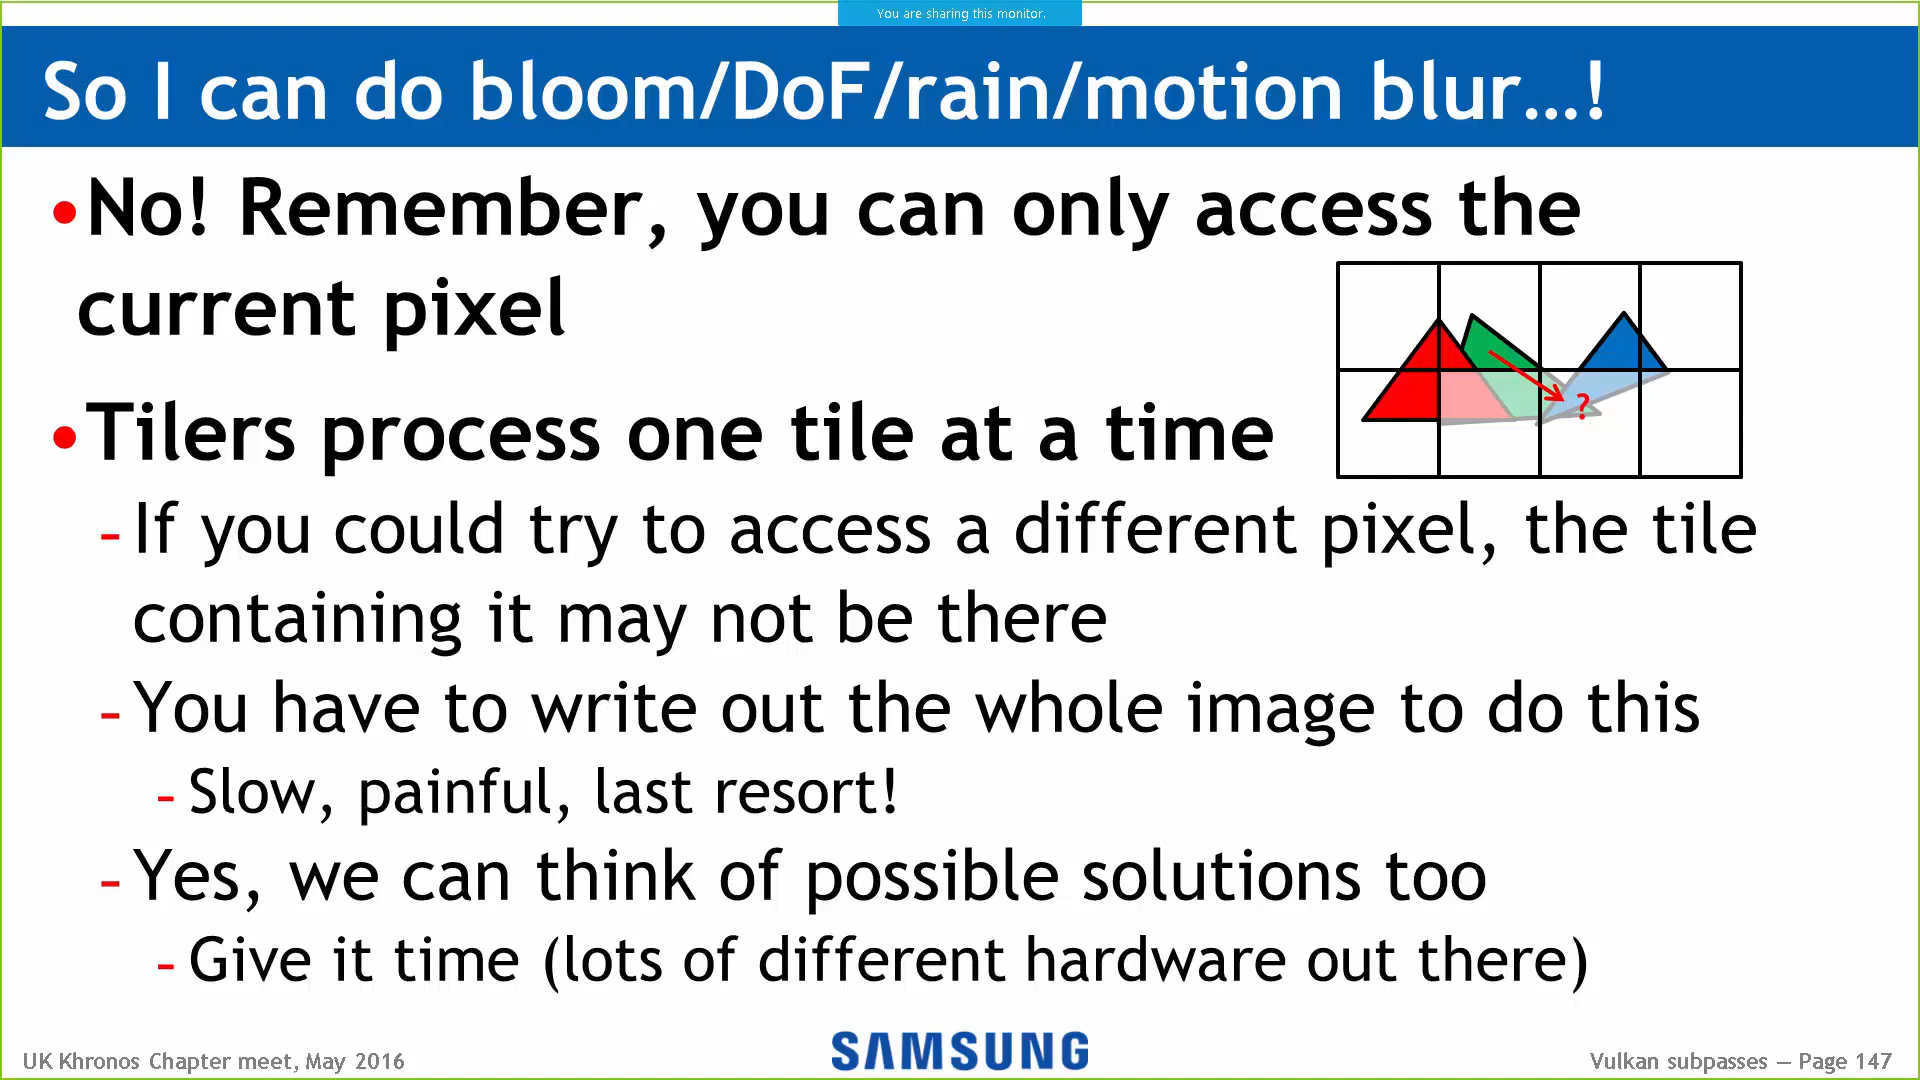 You are sharing this monitor.
So I can do bloom/DoF/rain/motion blur…!
•No! Remember, you can only access the
current pixel
•Tilers process one tile at a time
?
-If you could try to access a different pixel, the tile
containing it may not be there
-You have to write out the whole image to do this
-Slow, painful, last resort!
-Yes, we can think of possible solutions too
-Give it time (lots of different hardware out there)
UK Khronos Chapter meet, May 2016
SAMSUNG
Vulkan subpasses – Page 147